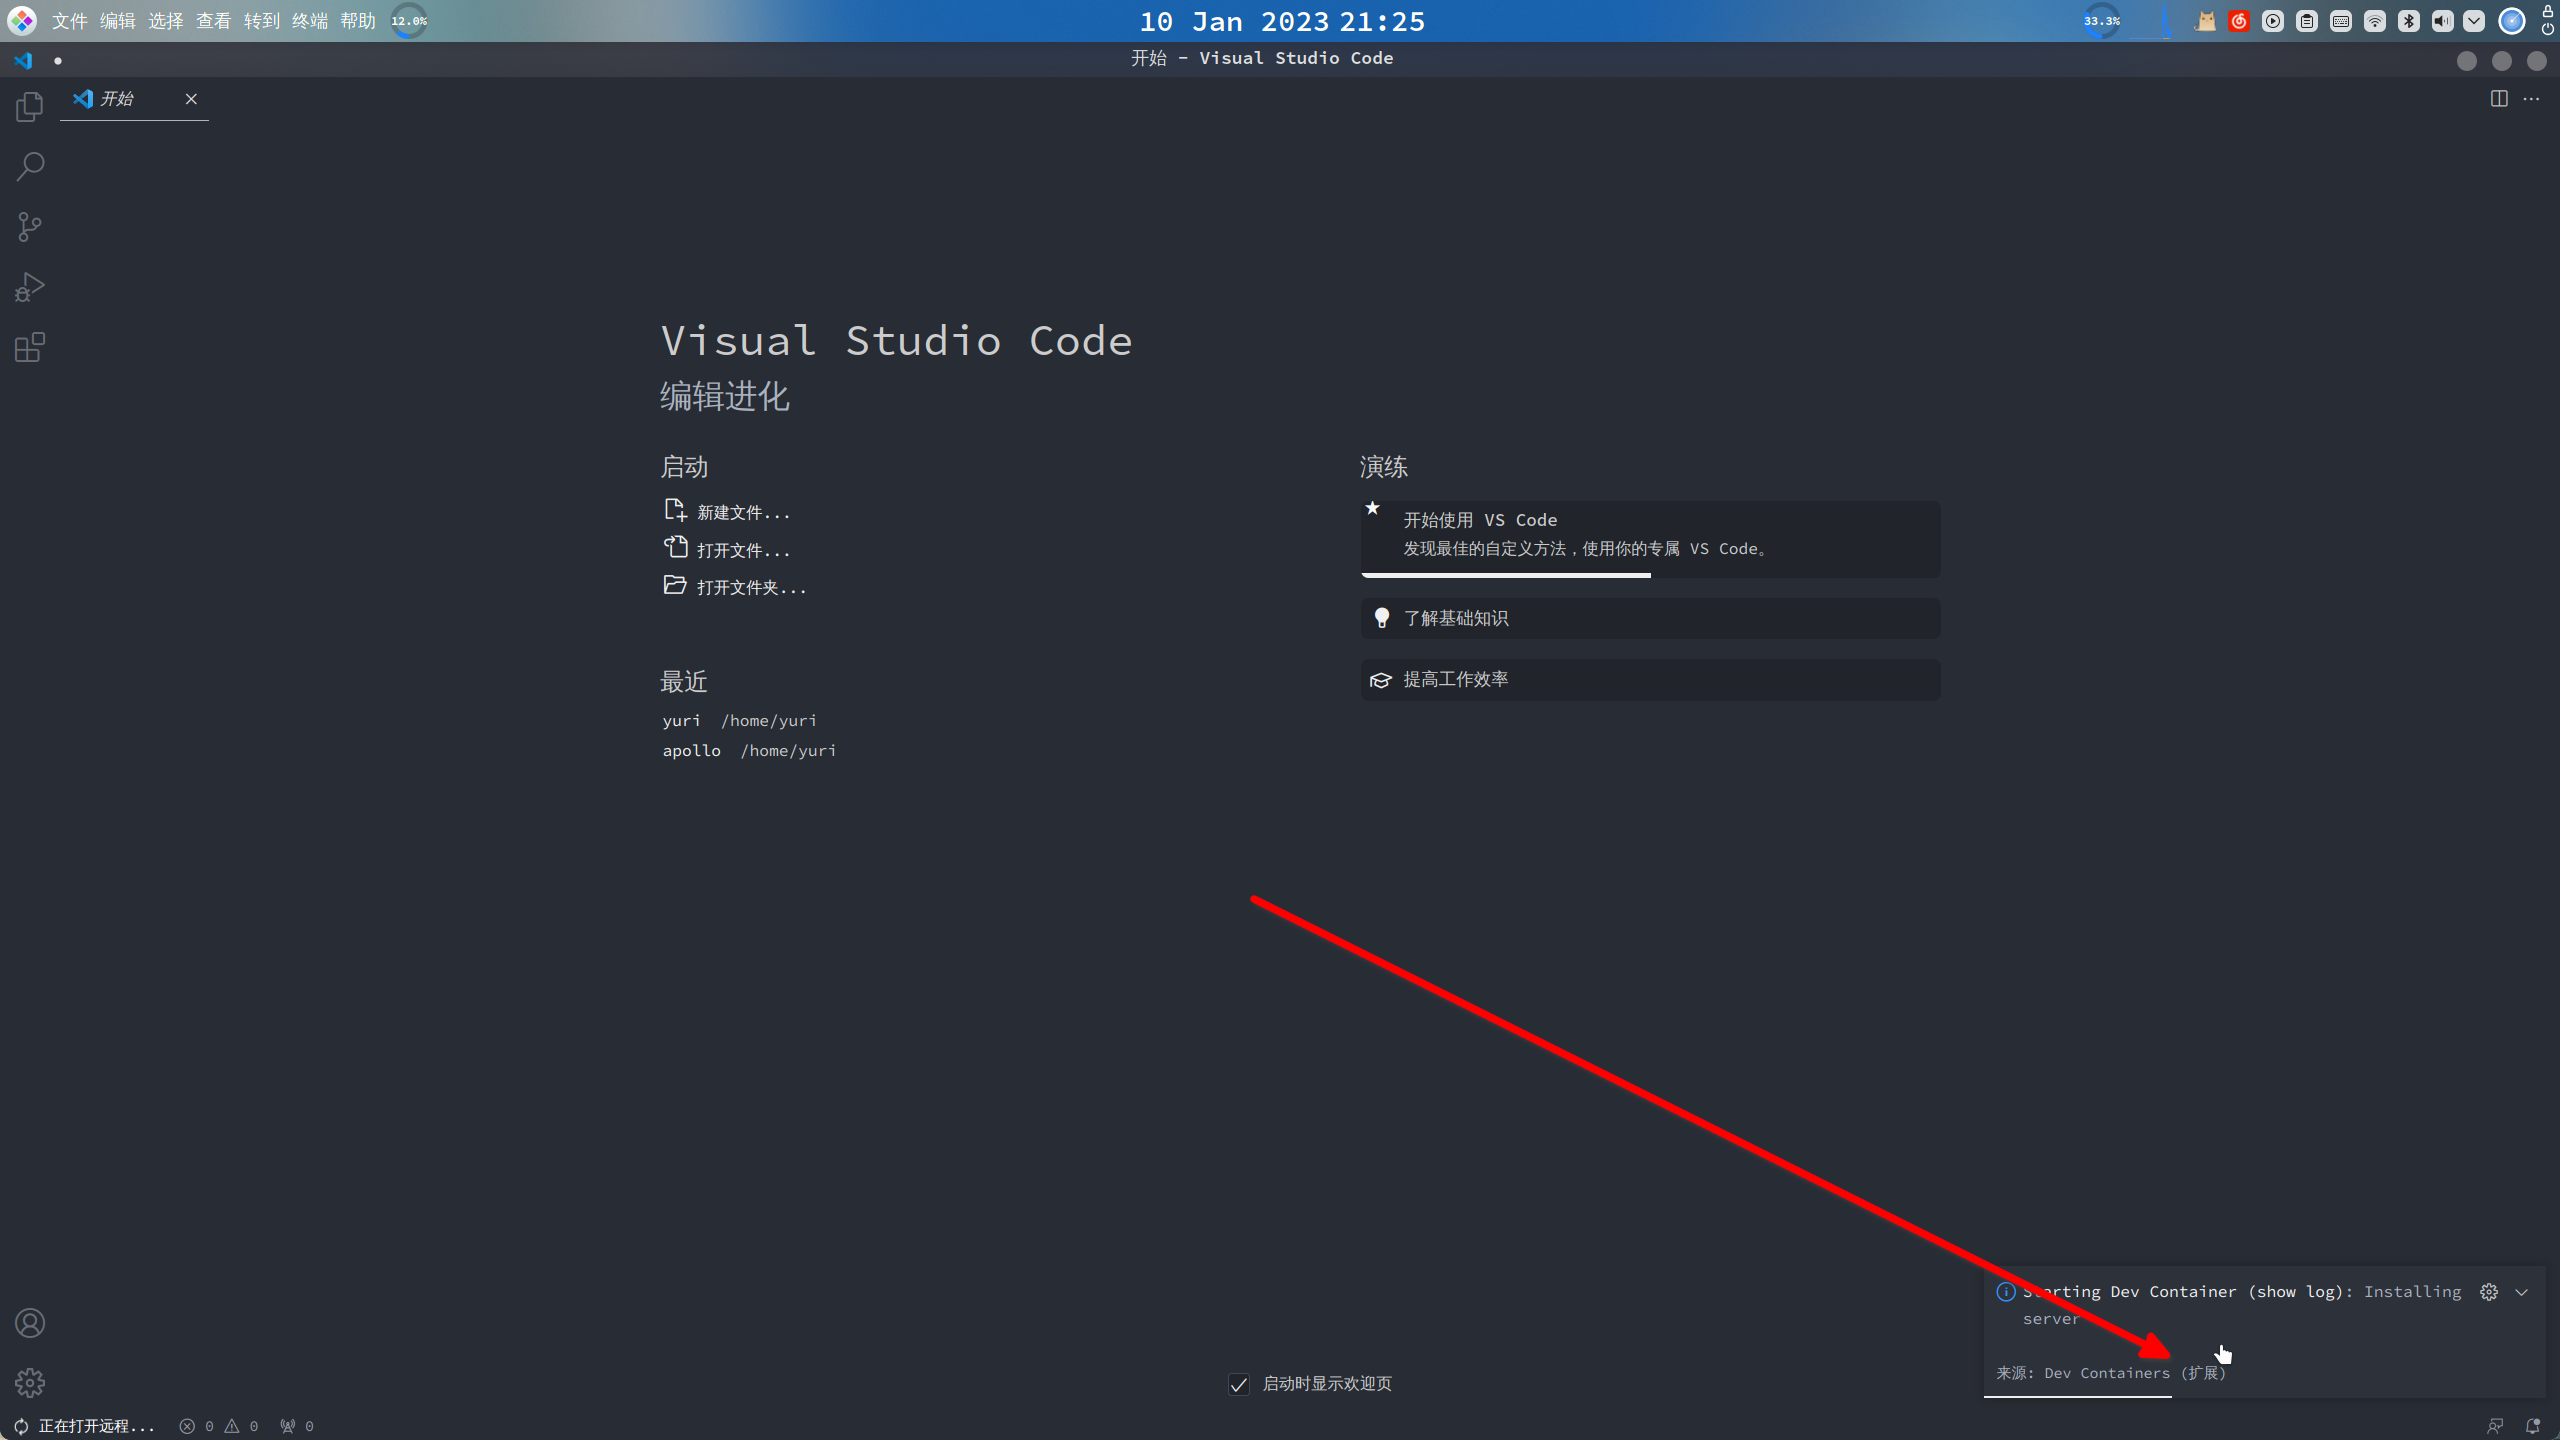 文件 编辑 选择 查看 转到 终端 帮助 12.0% 10 Jan 2023 21:25 33.3%
开始 - Visual Studio Code
开始
Visual Studio Code
编辑进化
启动
新建文件...
打开文件...
打开文件夹...
最近
yuri /home/yuri
apollo /home/yuri
演练
开始使用 VS Code
发现最佳的自定义方法，使用你的专属 VS Code。
了解基础知识
提高工作效率
启动时显示欢迎页
Starting Dev Container (show log): Installing
server
来源: Dev Containers (扩展)
正在打开远程... 0 0 0